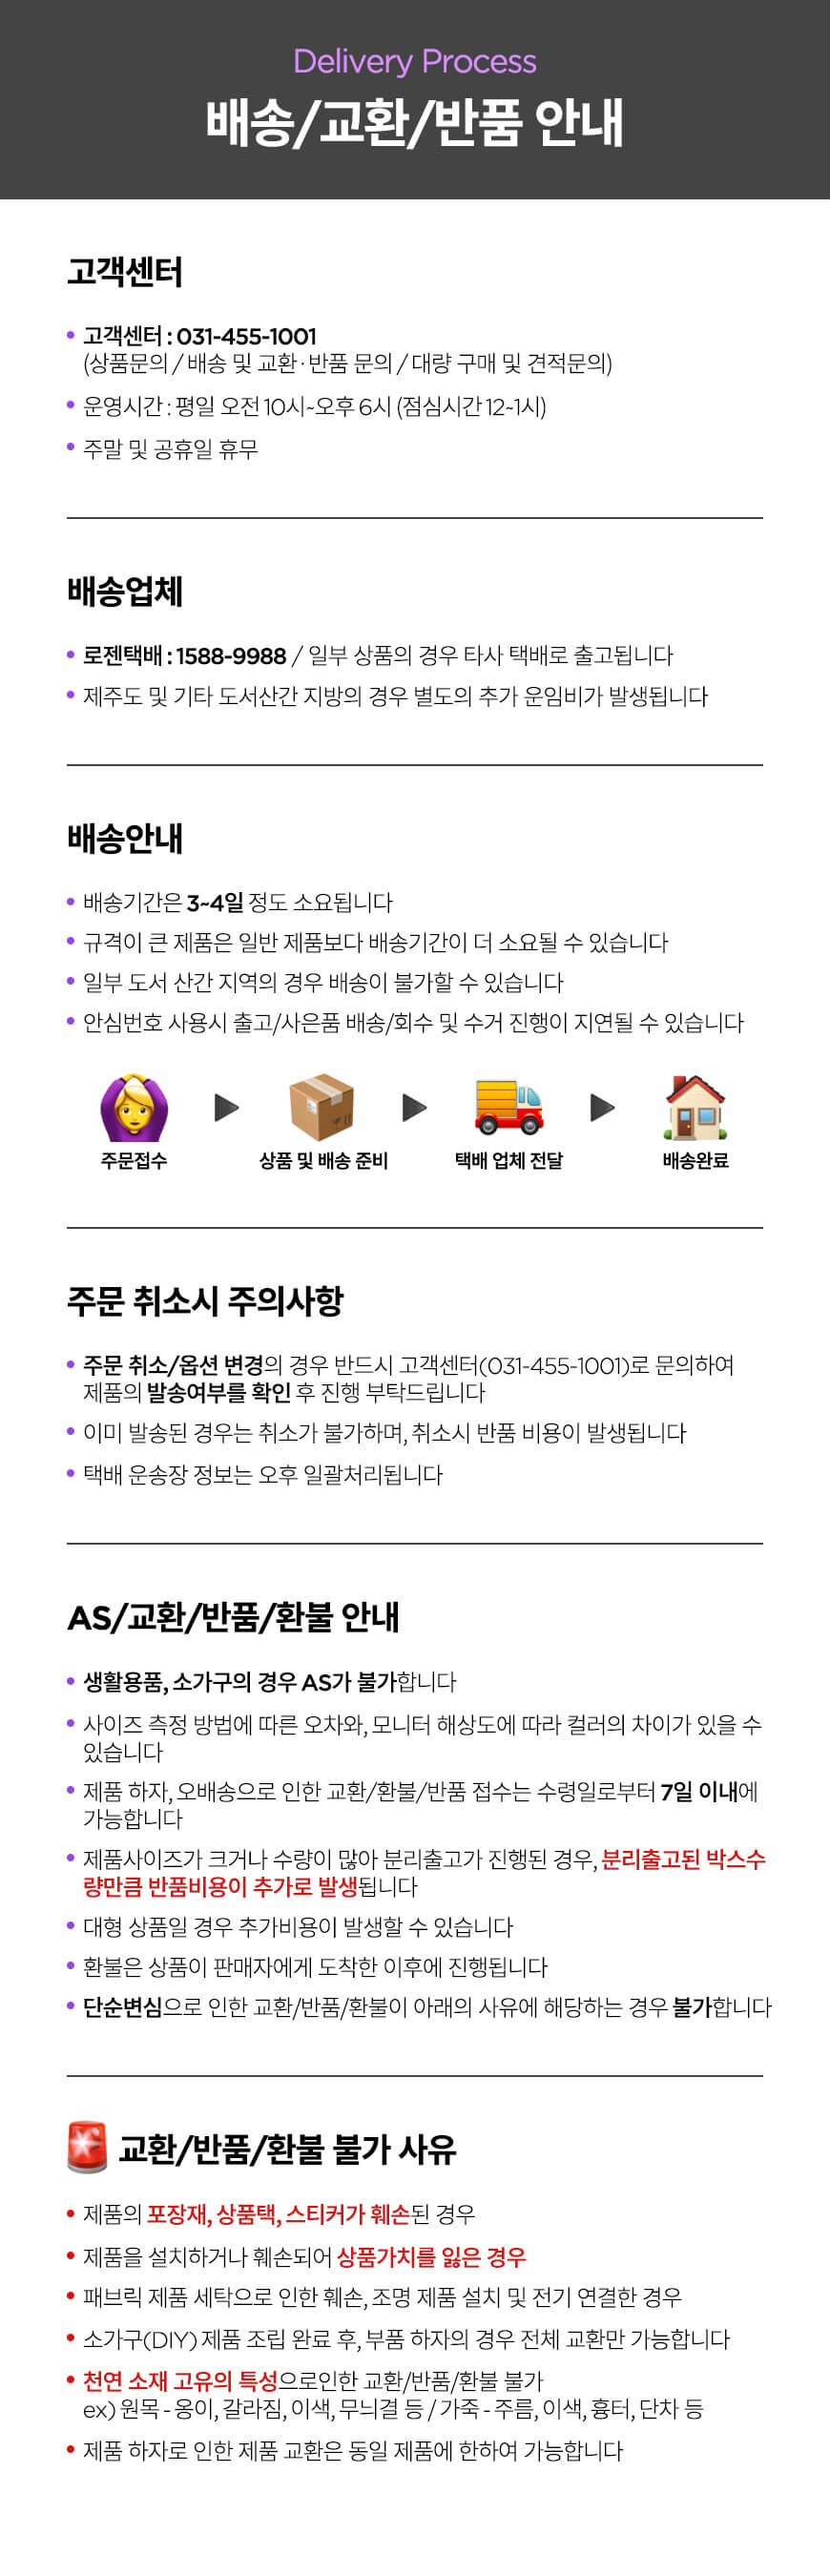 Delivery Process
배송/교환/반품 안내
고객센터
• 고객센터 : 031-455-1001
(상품문의 / 배송 및 교환·반품 문의 / 대량 구매 및 견적문의)
• 운영시간 : 평일 오전 10시~오후 6시 (점심시간 12~1시)
• 주말 및 공휴일 휴무
배송업체
• 로젠택배 : 1588-9988 / 일부 상품의 경우 타사 택배로 출고됩니다
• 제주도 및 기타 도서산간 지방의 경우 별도의 추가 운임비가 발생됩니다
배송안내
• 배송기간은 3~4일 정도 소요됩니다
• 규격이 큰 제품은 일반 제품보다 배송기간이 더 소요될 수 있습니다
• 일부 도서 산간 지역의 경우 배송이 불가할 수 있습니다
• 안심번호 사용시 출고/사은품 배송/회수 및 수거 진행이 지연될 수 있습니다
주문접수
상품 및 배송 준비
택배 업체 전달
배송완료
주문 취소시 주의사항
• 주문 취소/옵션 변경의 경우 반드시 고객센터(031-455-1001)로 문의하여
제품의 발송여부를 확인 후 진행 부탁드립니다
• 이미 발송된 경우는 취소가 불가하며, 취소시 반품 비용이 발생됩니다
• 택배 운송장 정보는 오후 일괄처리됩니다
AS/교환/반품/환불 안내
• 생활용품, 소가구의 경우 AS가 불가합니다
• 사이즈 측정 방법에 따른 오차와, 모니터 해상도에 따라 컬러의 차이가 있을 수
있습니다
• 제품 하자, 오배송으로 인한 교환/환불/반품 접수는 수령일로부터 7일 이내에
가능합니다
• 제품사이즈가 크거나 수량이 많아 분리출고가 진행된 경우, 분리출고된 박스수
량만큼 반품비용이 추가로 발생됩니다
• 대형 상품일 경우 추가비용이 발생할 수 있습니다
• 환불은 상품이 판매자에게 도착한 이후에 진행됩니다
• 단순변심으로 인한 교환/반품/환불이 아래의 사유에 해당하는 경우 불가합니다
교환/반품/환불 불가 사유
• 제품의 포장재, 상품택, 스티커가 훼손된 경우
• 제품을 설치하거나 훼손되어 상품가치를 잃은 경우
• 패브릭 제품 세탁으로 인한 훼손, 조명 제품 설치 및 전기 연결한 경우
• 소가구(DIY) 제품 조립 완료 후, 부품 하자의 경우 전체 교환만 가능합니다
• 천연 소재 고유의 특성으로인한 교환/반품/환불 불가
ex) 원목 - 옹이, 갈라짐, 이색, 무늬결 등 / 가죽 - 주름, 이색, 흉터, 단차 등
• 제품 하자로 인한 제품 교환은 동일 제품에 한하여 가능합니다